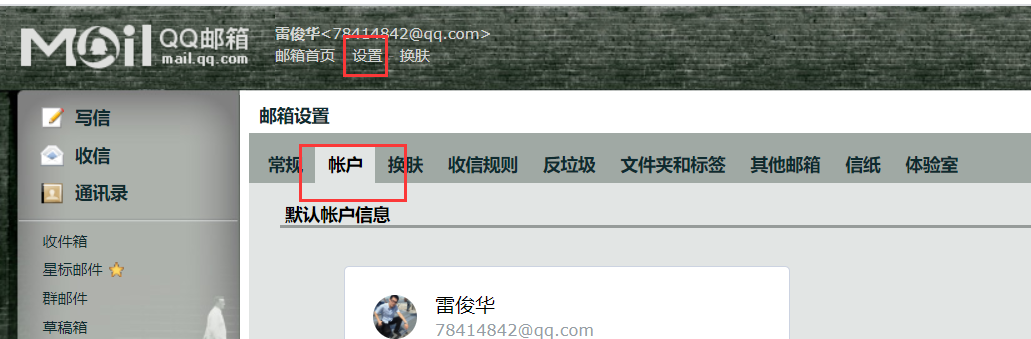 Mail QQ邮箱
mail.qq.com
雷俊华<78414842@qq.com>
邮箱首页 设置 换肤
写信
收信
通讯录
收件箱
星标邮件
群邮件
草稿箱
邮箱设置
常规 帐户 换肤 收信规则 反垃圾 文件夹和标签 其他邮箱 信纸 体验室
默认帐户信息
雷俊华
78414842@qq.com